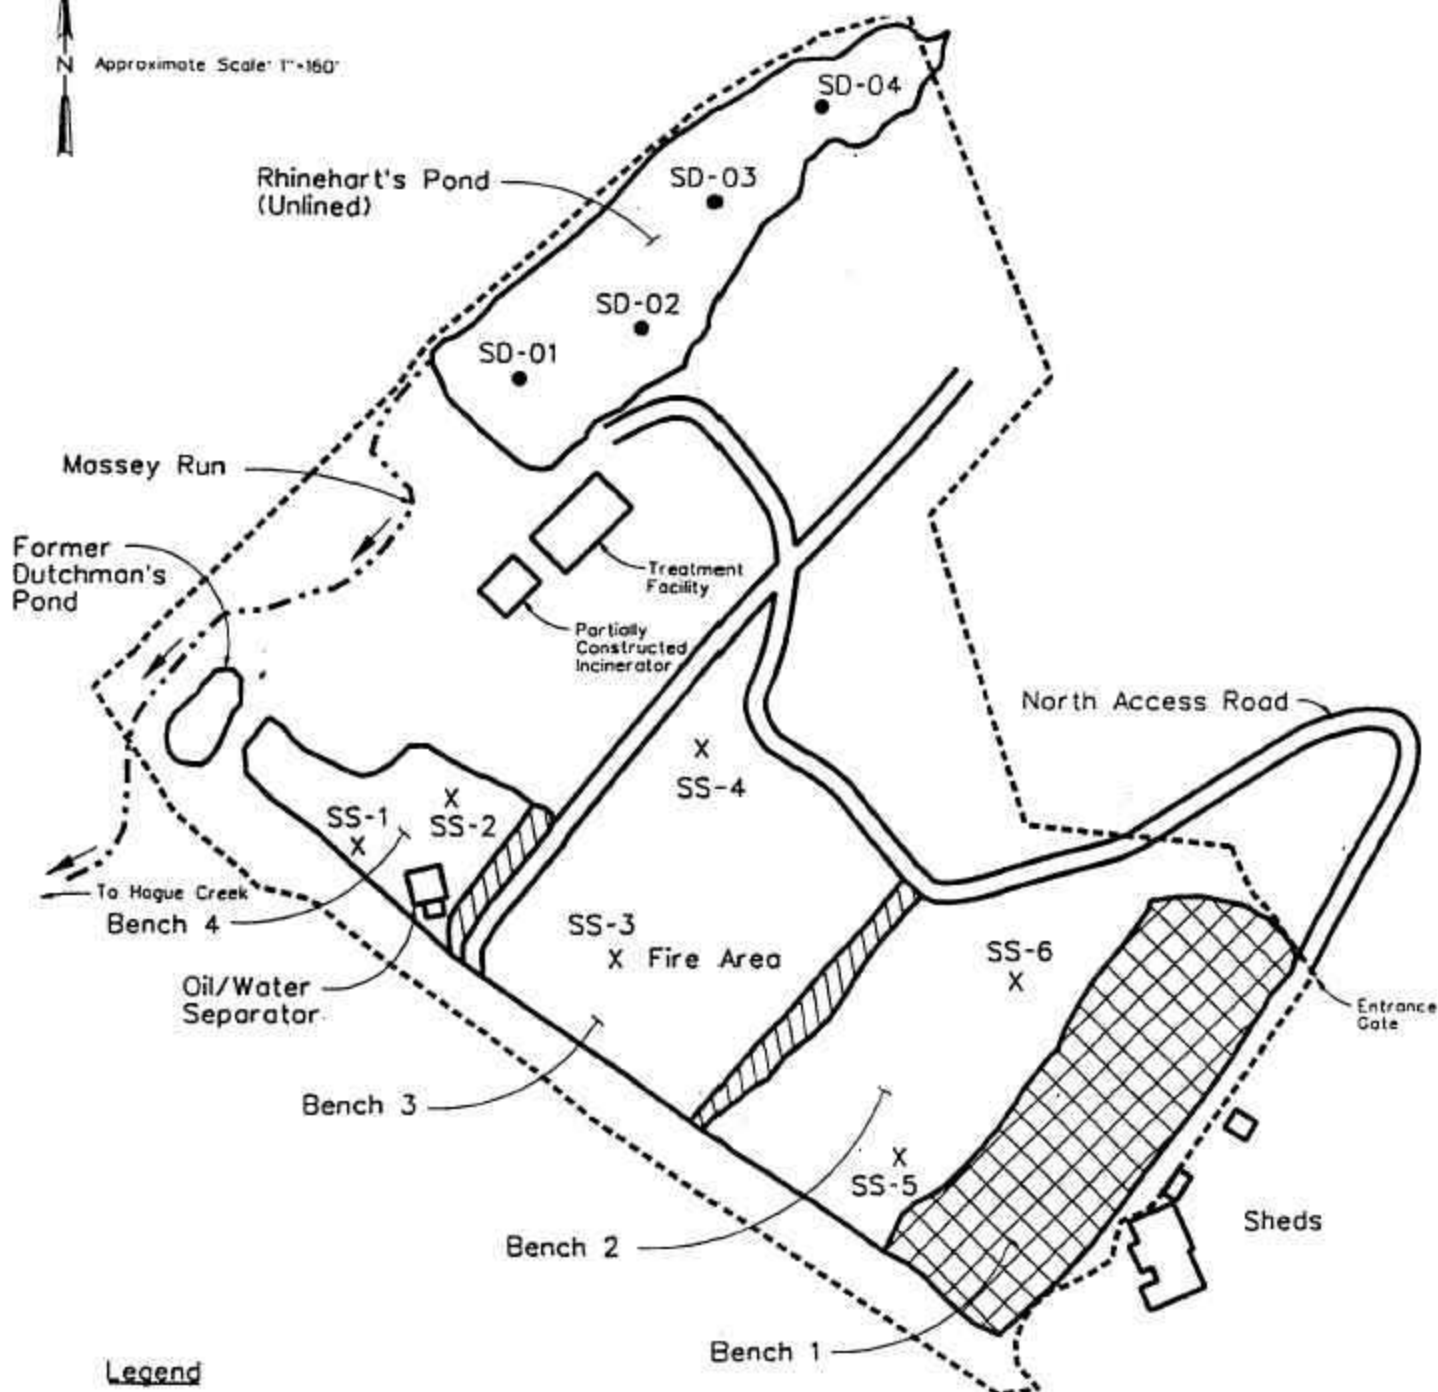 N
Approximate Scale: 1"=160'
SD-04
Rhinehart's Pond
(Unlined)
SD-03
SD-02
SD-01
Massey Run
Former
Dutchman's
Pond
Treatment
Facility
Partially
Constructed
Incinerator
North Access Road
SS-4
SS-1
SS-2
To Hogue Creek
Bench 4
SS-3
Fire Area
SS-6
Oil/Water
Separator
Entrance
Gate
Bench 3
SS-5
Sheds
Bench 2
Bench 1
Legend